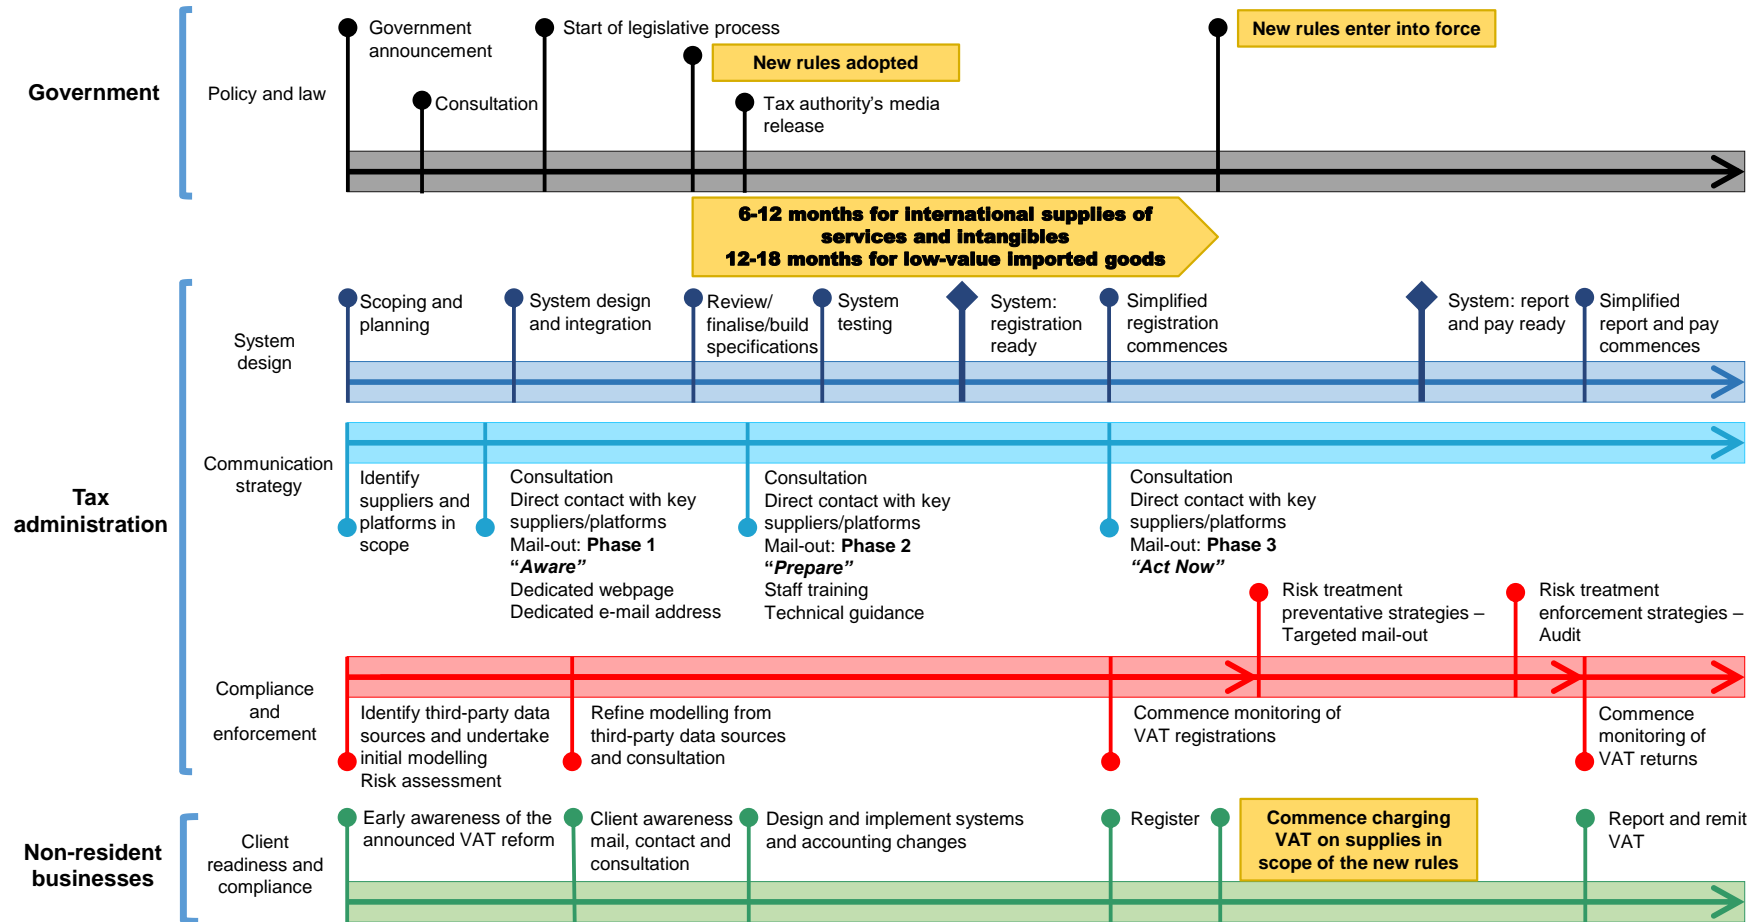 Government
Policy and law
Government
announcement
Consultation
Start of legislative process
New rules adopted
Tax authority’s media
release
New rules enter into force
6-12 months for international supplies of
services and intangibles
12-18 months for low-value imported goods
Tax
administration
System
design
Scoping and
planning
System design
and integration
Review/
finalise/build
specifications
System
testing
System:
registration
ready
Simplified
registration
commences
System: report
and pay ready
Simplified
report and pay
commences
Communication
strategy
Identify
suppliers and
platforms in
scope
Consultation
Direct contact with key
suppliers/platforms
Mail-out: Phase 1
“Aware”
Dedicated webpage
Dedicated e-mail address
Consultation
Direct contact with key
suppliers/platforms
Mail-out: Phase 2
“Prepare”
Staff training
Technical guidance
Consultation
Direct contact with key
suppliers/platforms
Mail-out: Phase 3
“Act Now”
Compliance
and
enforcement
Risk treatment
preventative strategies –
Targeted mail-out
Risk treatment
enforcement strategies –
Audit
Identify third-party data
sources and undertake
initial modelling
Risk assessment
Refine modelling from
third-party data sources
and consultation
Commence monitoring of
VAT registrations
Commence
monitoring of
VAT returns
Non-resident
businesses
Client
readiness and
compliance
Early awareness of the
announced VAT reform
Client awareness
mail, contact and
consultation
Design and implement systems
and accounting changes
Register
Commence charging
VAT on supplies in
scope of the new rules
Report and remit
VAT